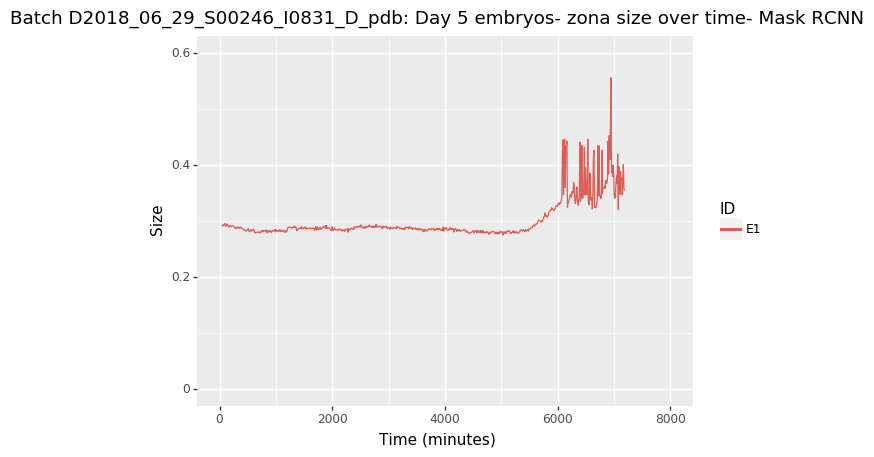 Batch D2018_06_29_S00246_I0831_D_pdb: Day 5 embryos- zona size over time- Mask RCNN
0.6
0.4
0.2
0
Size
0
2000
4000
6000
8000
Time (minutes)
ID
E1